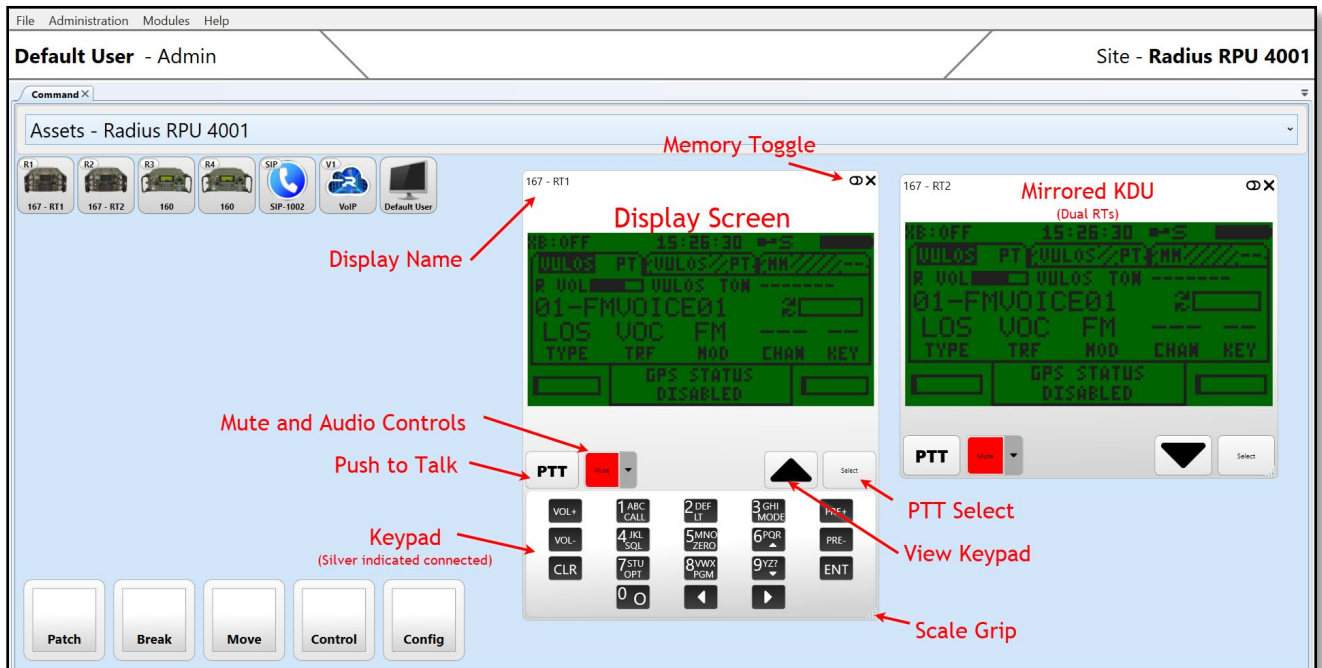 File Administration Modules Help
Default User - Admin
Site - Radius RPU 4001
Command
Assets - Radius RPU 4001
R1
167 - RT1
R2
167 - RT2
R3
160
R4
160
SIP
SIP-1002
V1
VoIP
Default User
Memory Toggle
Display Name
167 - RT1
Display Screen
XB:OFF 15:26:30 S
VULOS PT VULOS//PT MM////--
R VOL VULOS TOM -------
01-FMVOICE01
LOS VOC FM --- --
TYPE TRF MOD CHAN KEY
GPS STATUS
DISABLED
167 - RT2
Mirrored KDU
(Dual RTs)
XB:OFF 15:26:30 S
VULOS PT VULOS//PT MM////--
R VOL VULOS TOM -------
01-FMVOICE01
LOS VOC FM --- --
TYPE TRF MOD CHAN KEY
GPS STATUS
DISABLED
Mute and Audio Controls
Push to Talk
PTT
Mute
Select
PTT
Mute
Select
PTT Select
View Keypad
Keypad
(Silver indicated connected)
VOL+
1 ABC
CALL
2 DEF
LT
3 GHI
MODE
PRE+
VOL-
4 JKL
SQL
5 MNO
ZERO
6 PQR
PRE-
CLR
7 STU
OPT
8 VWX
PGM
9 YZ?
ENT
0 O
Scale Grip
Patch
Break
Move
Control
Config